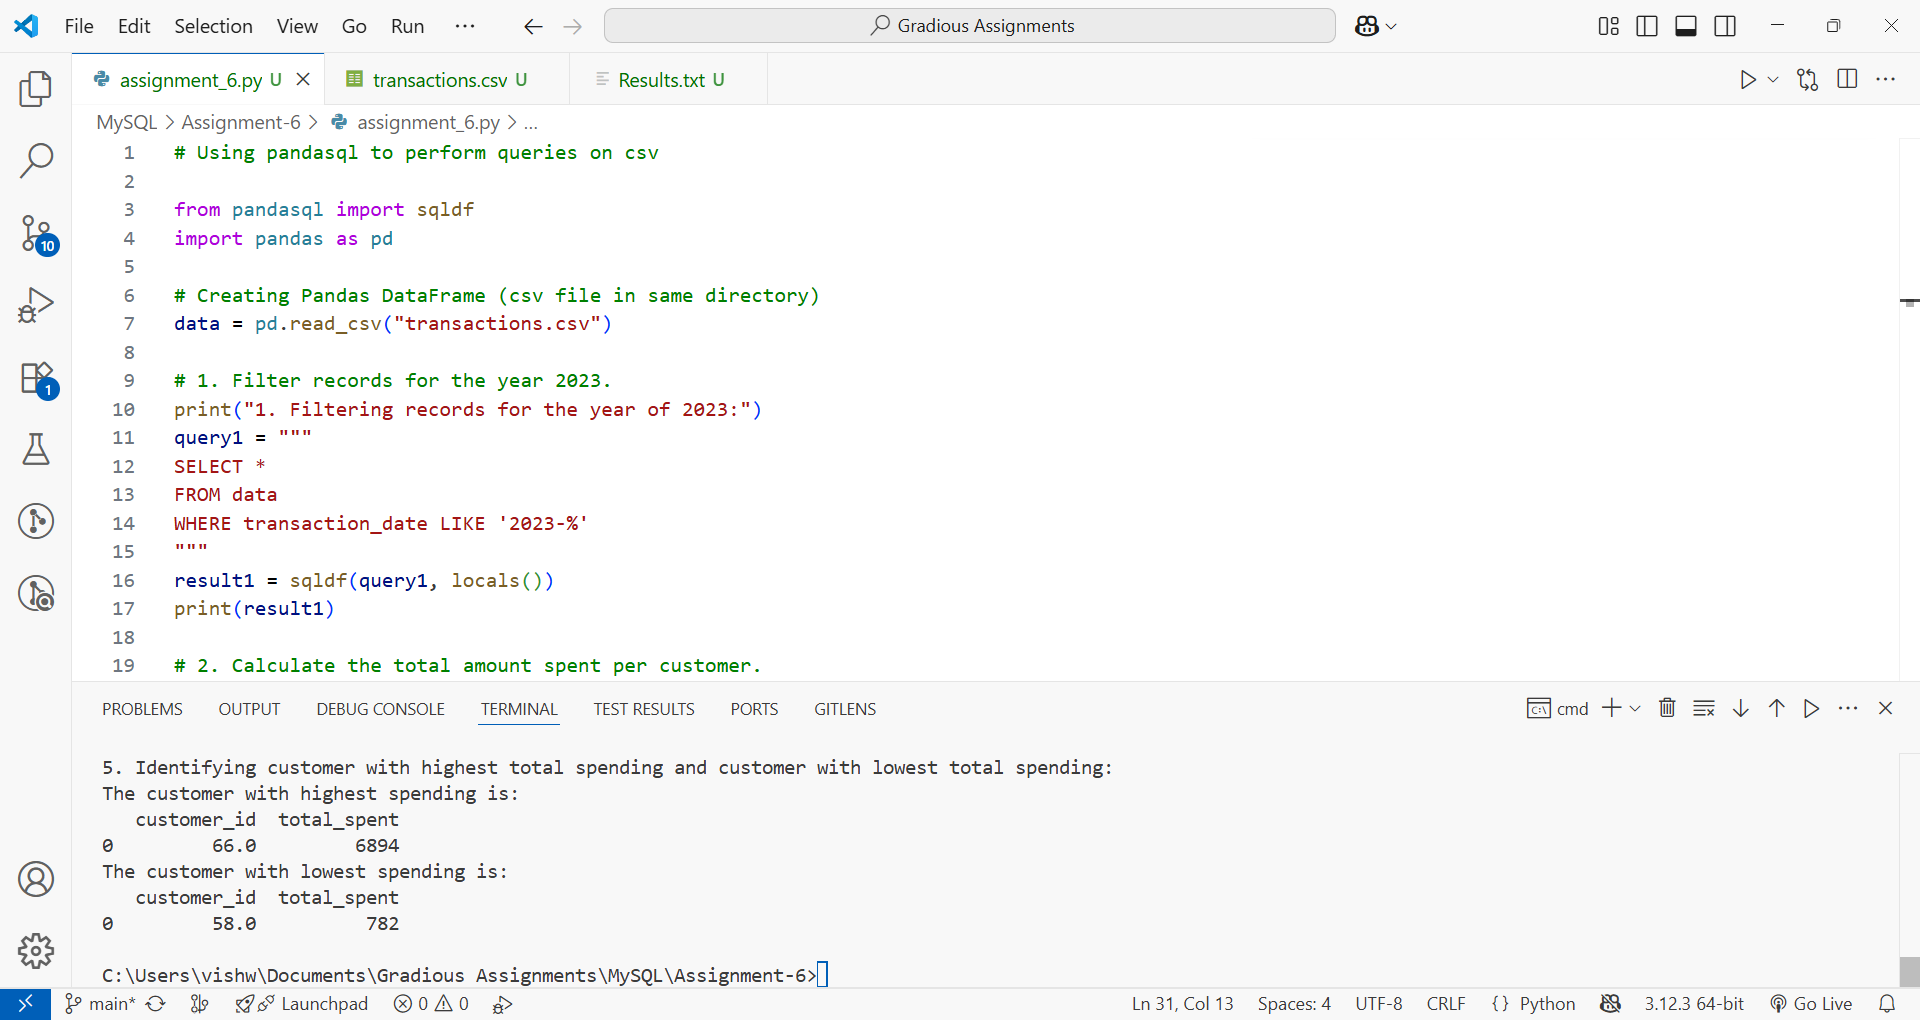 File Edit Selection View Go Run ··· Gradious Assignments
assignment_6.py U transactions.csv U Results.txt U
MySQL > Assignment-6 > assignment_6.py > ...
1 # Using pandasql to perform queries on csv
2
3 from pandasql import sqldf
4 import pandas as pd
5
6 # Creating Pandas DataFrame (csv file in same directory)
7 data = pd.read_csv("transactions.csv")
8
9 # 1. Filter records for the year 2023.
10 print("1. Filtering records for the year of 2023:")
11 query1 = """
12 SELECT *
13 FROM data
14 WHERE transaction_date LIKE '2023-%'
15 """
16 result1 = sqldf(query1, locals())
17 print(result1)
18
19 # 2. Calculate the total amount spent per customer.
10
1
PROBLEMS OUTPUT DEBUG CONSOLE TERMINAL TEST RESULTS PORTS GITLENS cmd
5. Identifying customer with highest total spending and customer with lowest total spending:
The customer with highest spending is:
customer_id total_spent
0 66.0 6894
The customer with lowest spending is:
customer_id total_spent
0 58.0 782
C:\Users\vishw\Documents\Gradious Assignments\MySQL\Assignment-6>
main* Launchpad 0 0 Ln 31, Col 13 Spaces: 4 UTF-8 CRLF {} Python 3.12.3 64-bit Go Live